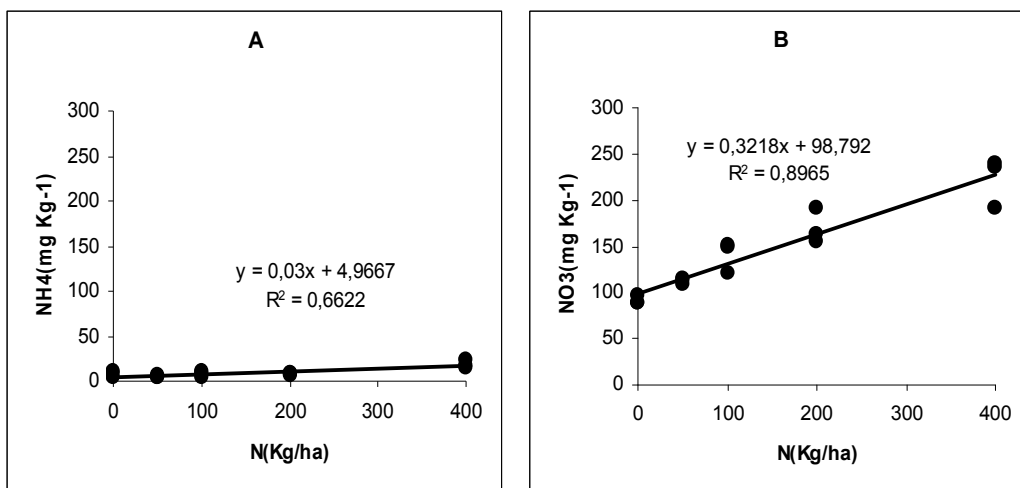 A
NH4(mg Kg-1)
300
250
200
150
100
50
0
y = 0,03x + 4,9667
R² = 0,6622
0 100 200 300 400
N(Kg/ha)
B
NO3(mg Kg-1)
300
250
200
150
100
50
0
y = 0,3218x + 98,792
R² = 0,8965
0 100 200 300 400
N(Kg/ha)